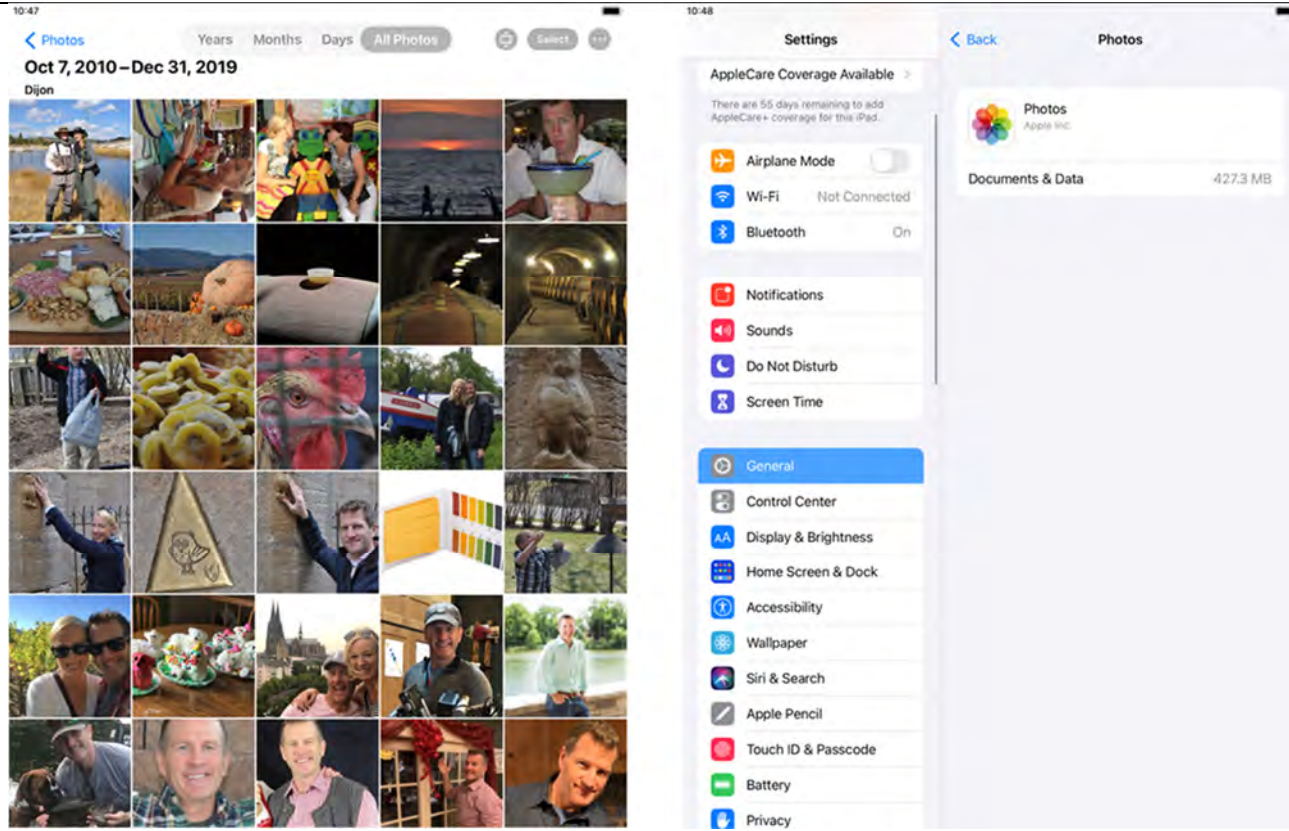 10:47
Photos
Years Months Days All Photos Select
Oct 7, 2010–Dec 31, 2019
Dijon
10:48
Settings
AppleCare Coverage Available
There are 55 days remaining to add
AppleCare+ coverage for this iPad.
Airplane Mode
Wi-Fi Not Connected
Bluetooth On
Notifications
Sounds
Do Not Disturb
Screen Time
General
Control Center
AA Display & Brightness
Home Screen & Dock
Accessibility
Wallpaper
Siri & Search
Apple Pencil
Touch ID & Passcode
Battery
Privacy
Back Photos
Photos
Apple Inc.
Documents & Data 427.3 MB